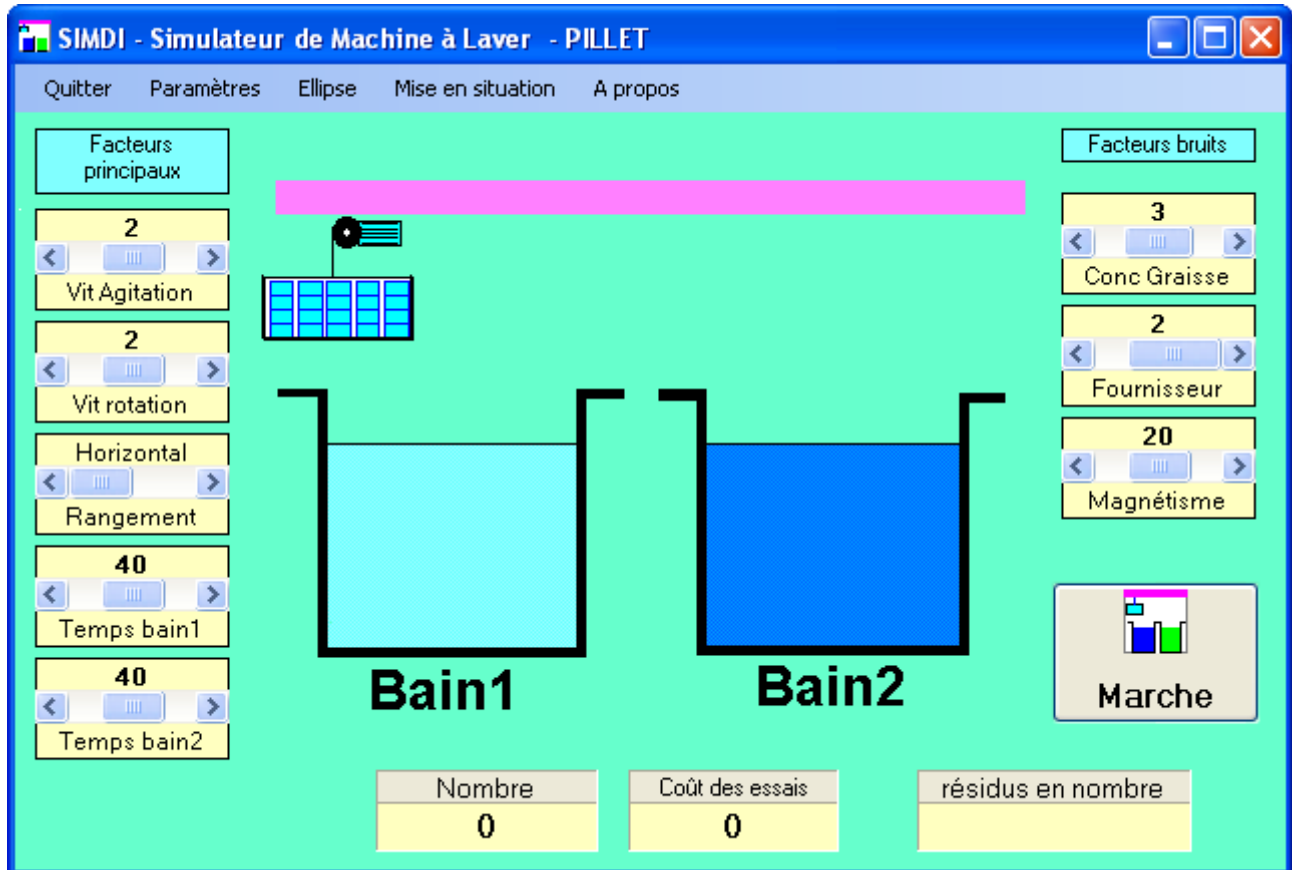 SIMDI - Simulateur de Machine à Laver - PILLET
Quitter Paramètres Ellipse Mise en situation A propos
Facteurs
principaux
2
Vit Agitation
2
Vit rotation
Horizontal
Rangement
40
Temps bain1
40
Temps bain2
Bain1
Bain2
Facteurs bruits
3
Conc Graisse
2
Fournisseur
20
Magnétisme
Marche
Nombre
0
Coût des essais
0
résidus en nombre